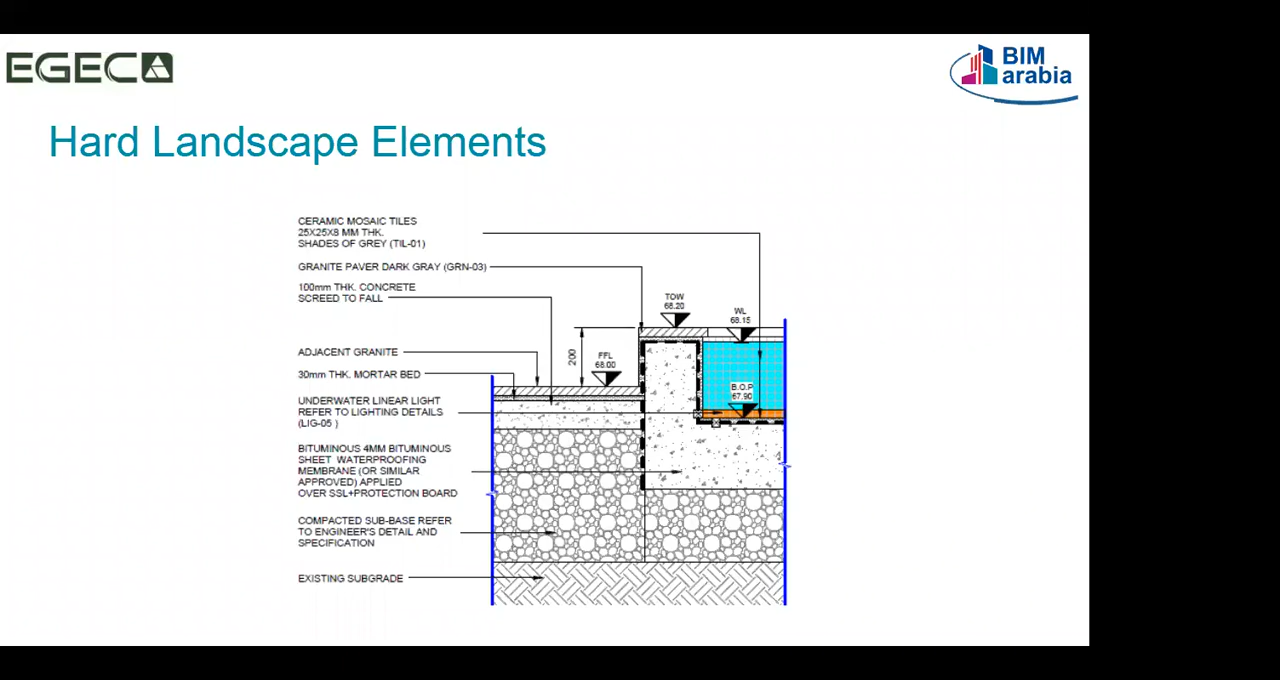 EGEC
BIM
arabia
Hard Landscape Elements
CERAMIC MOSAIC TILES
25X25X8 MM THK.
SHADES OF GREY (TIL-01)
GRANITE PAVER DARK GRAY (GRN-03)
100mm THK. CONCRETE
SCREED TO FALL
TOW
68.20
WL
68.15
ADJACENT GRANITE
200
FFL
68.00
30mm THK. MORTAR BED
B.O.P
67.90
UNDERWATER LINEAR LIGHT
REFER TO LIGHTING DETAILS
(LIG-05 )
BITUMINOUS 4MM BITUMINOUS
SHEET WATERPROOFING
MEMBRANE (OR SIMILAR
APPROVED) APPLIED
OVER SSL+PROTECTION BOARD
COMPACTED SUB-BASE REFER
TO ENGINEER'S DETAIL AND
SPECIFICATION
EXISTING SUBGRADE